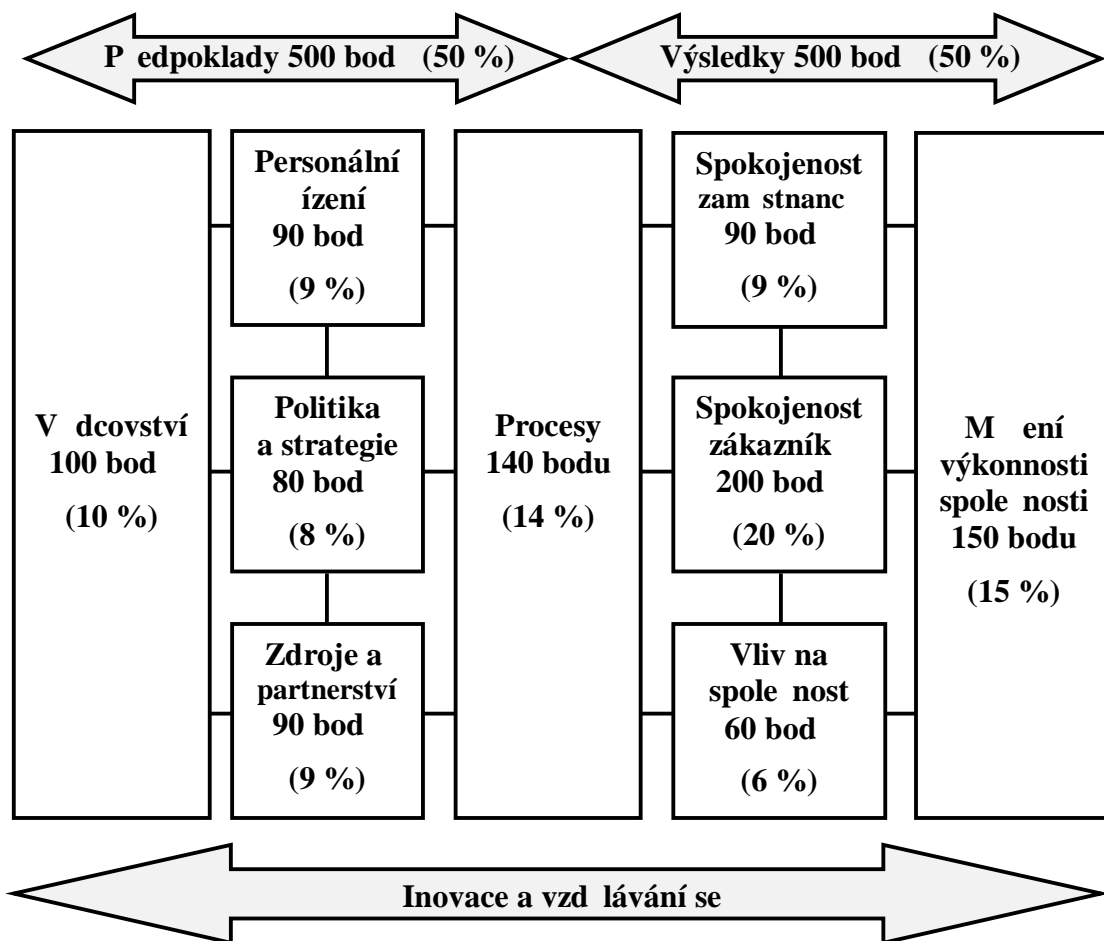 P edpoklady 500 bod (50 %)
Výsledky 500 bod (50 %)
V dcovství
100 bod
(10 %)
Personální
ízení
90 bod
(9 %)
Politika
a strategie
80 bod
(8 %)
Zdroje a
partnerství
90 bod
(9 %)
Procesy
140 bodu
(14 %)
Spokojenost
zam stnanc
90 bod
(9 %)
Spokojenost
zákazník
200 bod
(20 %)
Vliv na
spole nost
60 bod
(6 %)
M ení
výkonnosti
spole nosti
150 bodu
(15 %)
Inovace a vzd lávání se